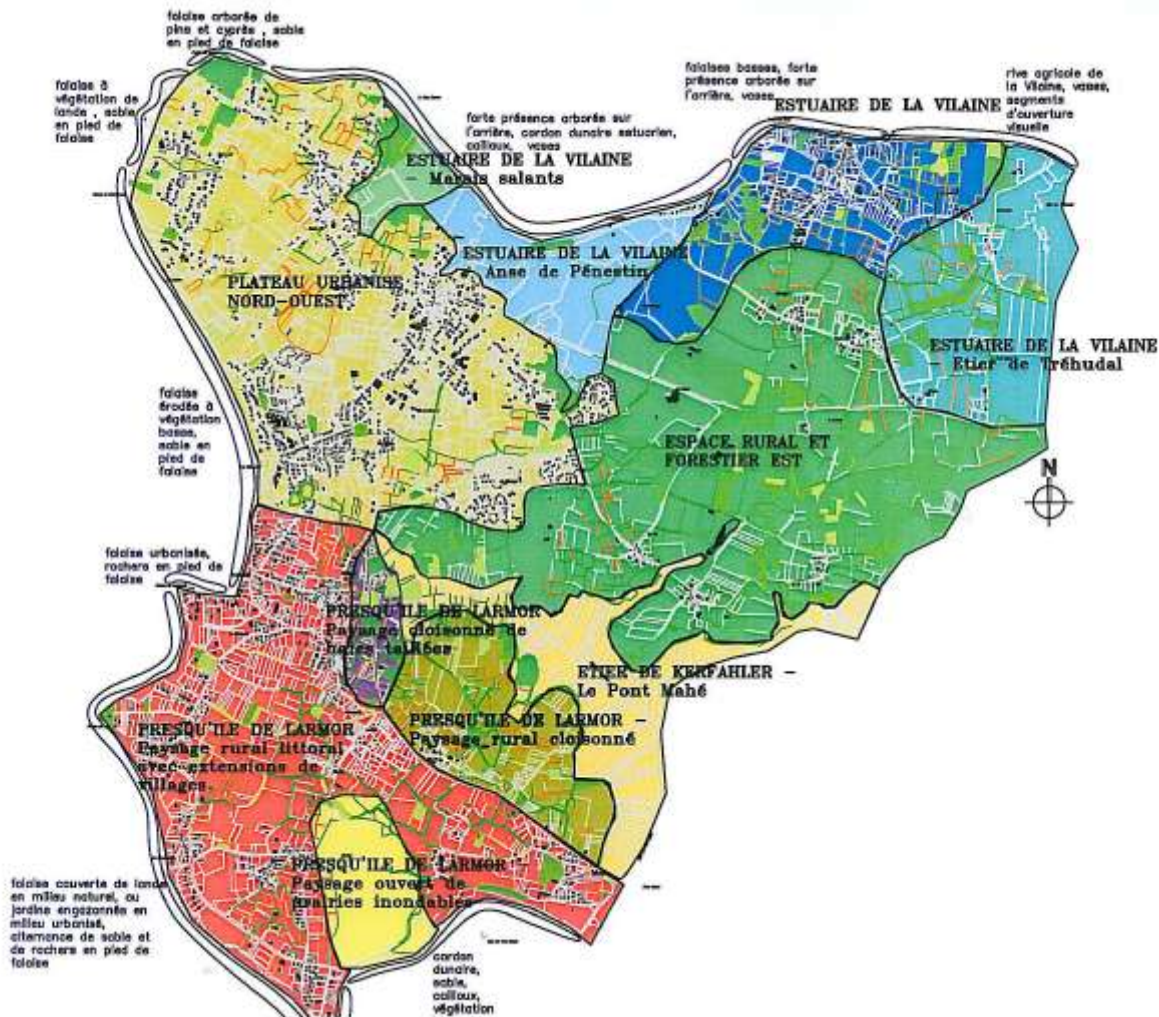 falaise arborée de
pins et cyprès , sable
en pied de falaise
falaise à
végétation de
lande , sable
en pied de
falaise
forte présence arborée sur
l'arrière, cordon dunaire estuarien,
cailloux, vases
falaises basses, forte
présence arborée sur
l'arrière, vases
ESTUAIRE DE LA VILAINE
rive agricole de
la Vilaine, vases,
segments
d'ouverture
visuelle
ESTUAIRE DE LA VILAINE
- Marais salants
ESTUAIRE DE LA VILAINE
Anse de Pénestin
PLATEAU URBANISE
NORD-OUEST
ESTUAIRE DE LA VILAINE
Etier de Tréhudal
falaise
érodée à
végétation
basse,
sable en
pied de
falaise
ESPACE RURAL ET
FORESTIER EST
N
falaise urbanisée,
rochers en pied de
falaise
PRESQU'ILE DE LARMOR
Paysage cloisonné de
haies taillées
ETIER DE KERFAHLER -
Le Pont Mahé
PRESQU'ILE DE LARMOR -
Paysage rural cloisonné
PRESQU'ILE DE LARMOR
Paysage rural littoral
avec extensions de
villages.
PRESQU'ILE DE LARMOR -
Paysage ouvert de
prairies inondables
falaise couverte de lande
en milieu naturel, ou
jardins engazonnés en
milieu urbanisé,
alternance de sable et
de rochers en pied de
falaise
cordon
dunaire,
sable,
cailloux,
végétation